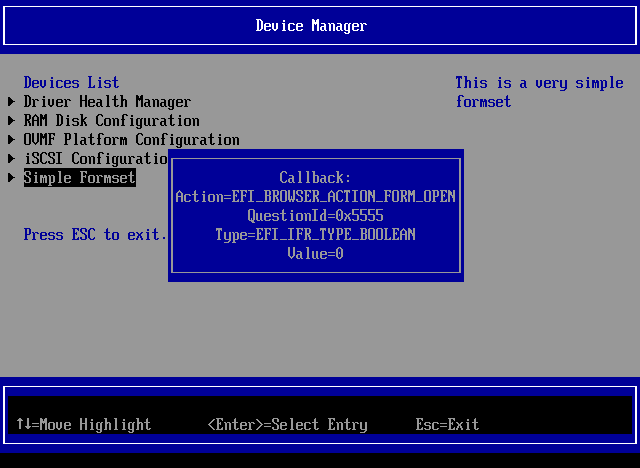 Device Manager
Devices List
This is a very simple
formset
Driver Health Manager
RAM Disk Configuration
OVMF Platform Configuration
iSCSI Configuratio
Simple Formset
Callback:
Action=EFI_BROWSER_ACTION_FORM_OPEN
QuestionId=0x5555
Type=EFI_IFR_TYPE_BOOLEAN
Value=0
Press ESC to exit.
↑↓=Move Highlight <Enter>=Select Entry Esc=Exit